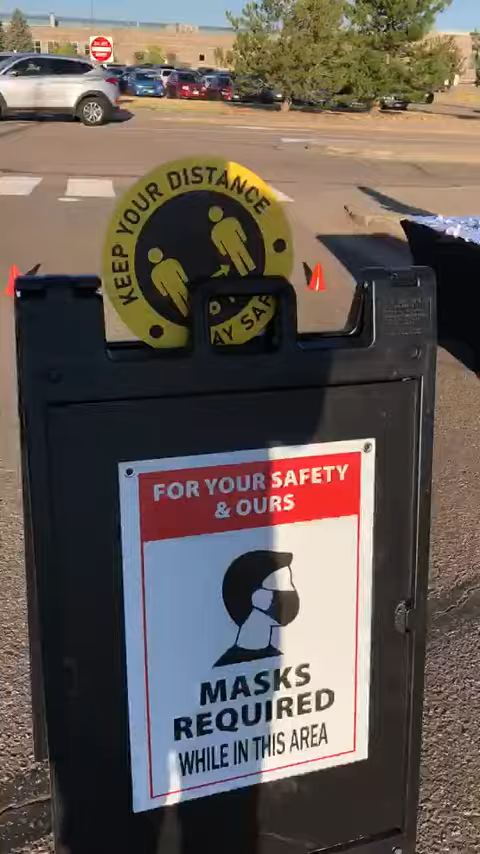 KEEP YOUR DISTANCE
AY SAF
FOR YOUR SAFETY
& OURS
MASKS
REQUIRED
WHILE IN THIS AREA